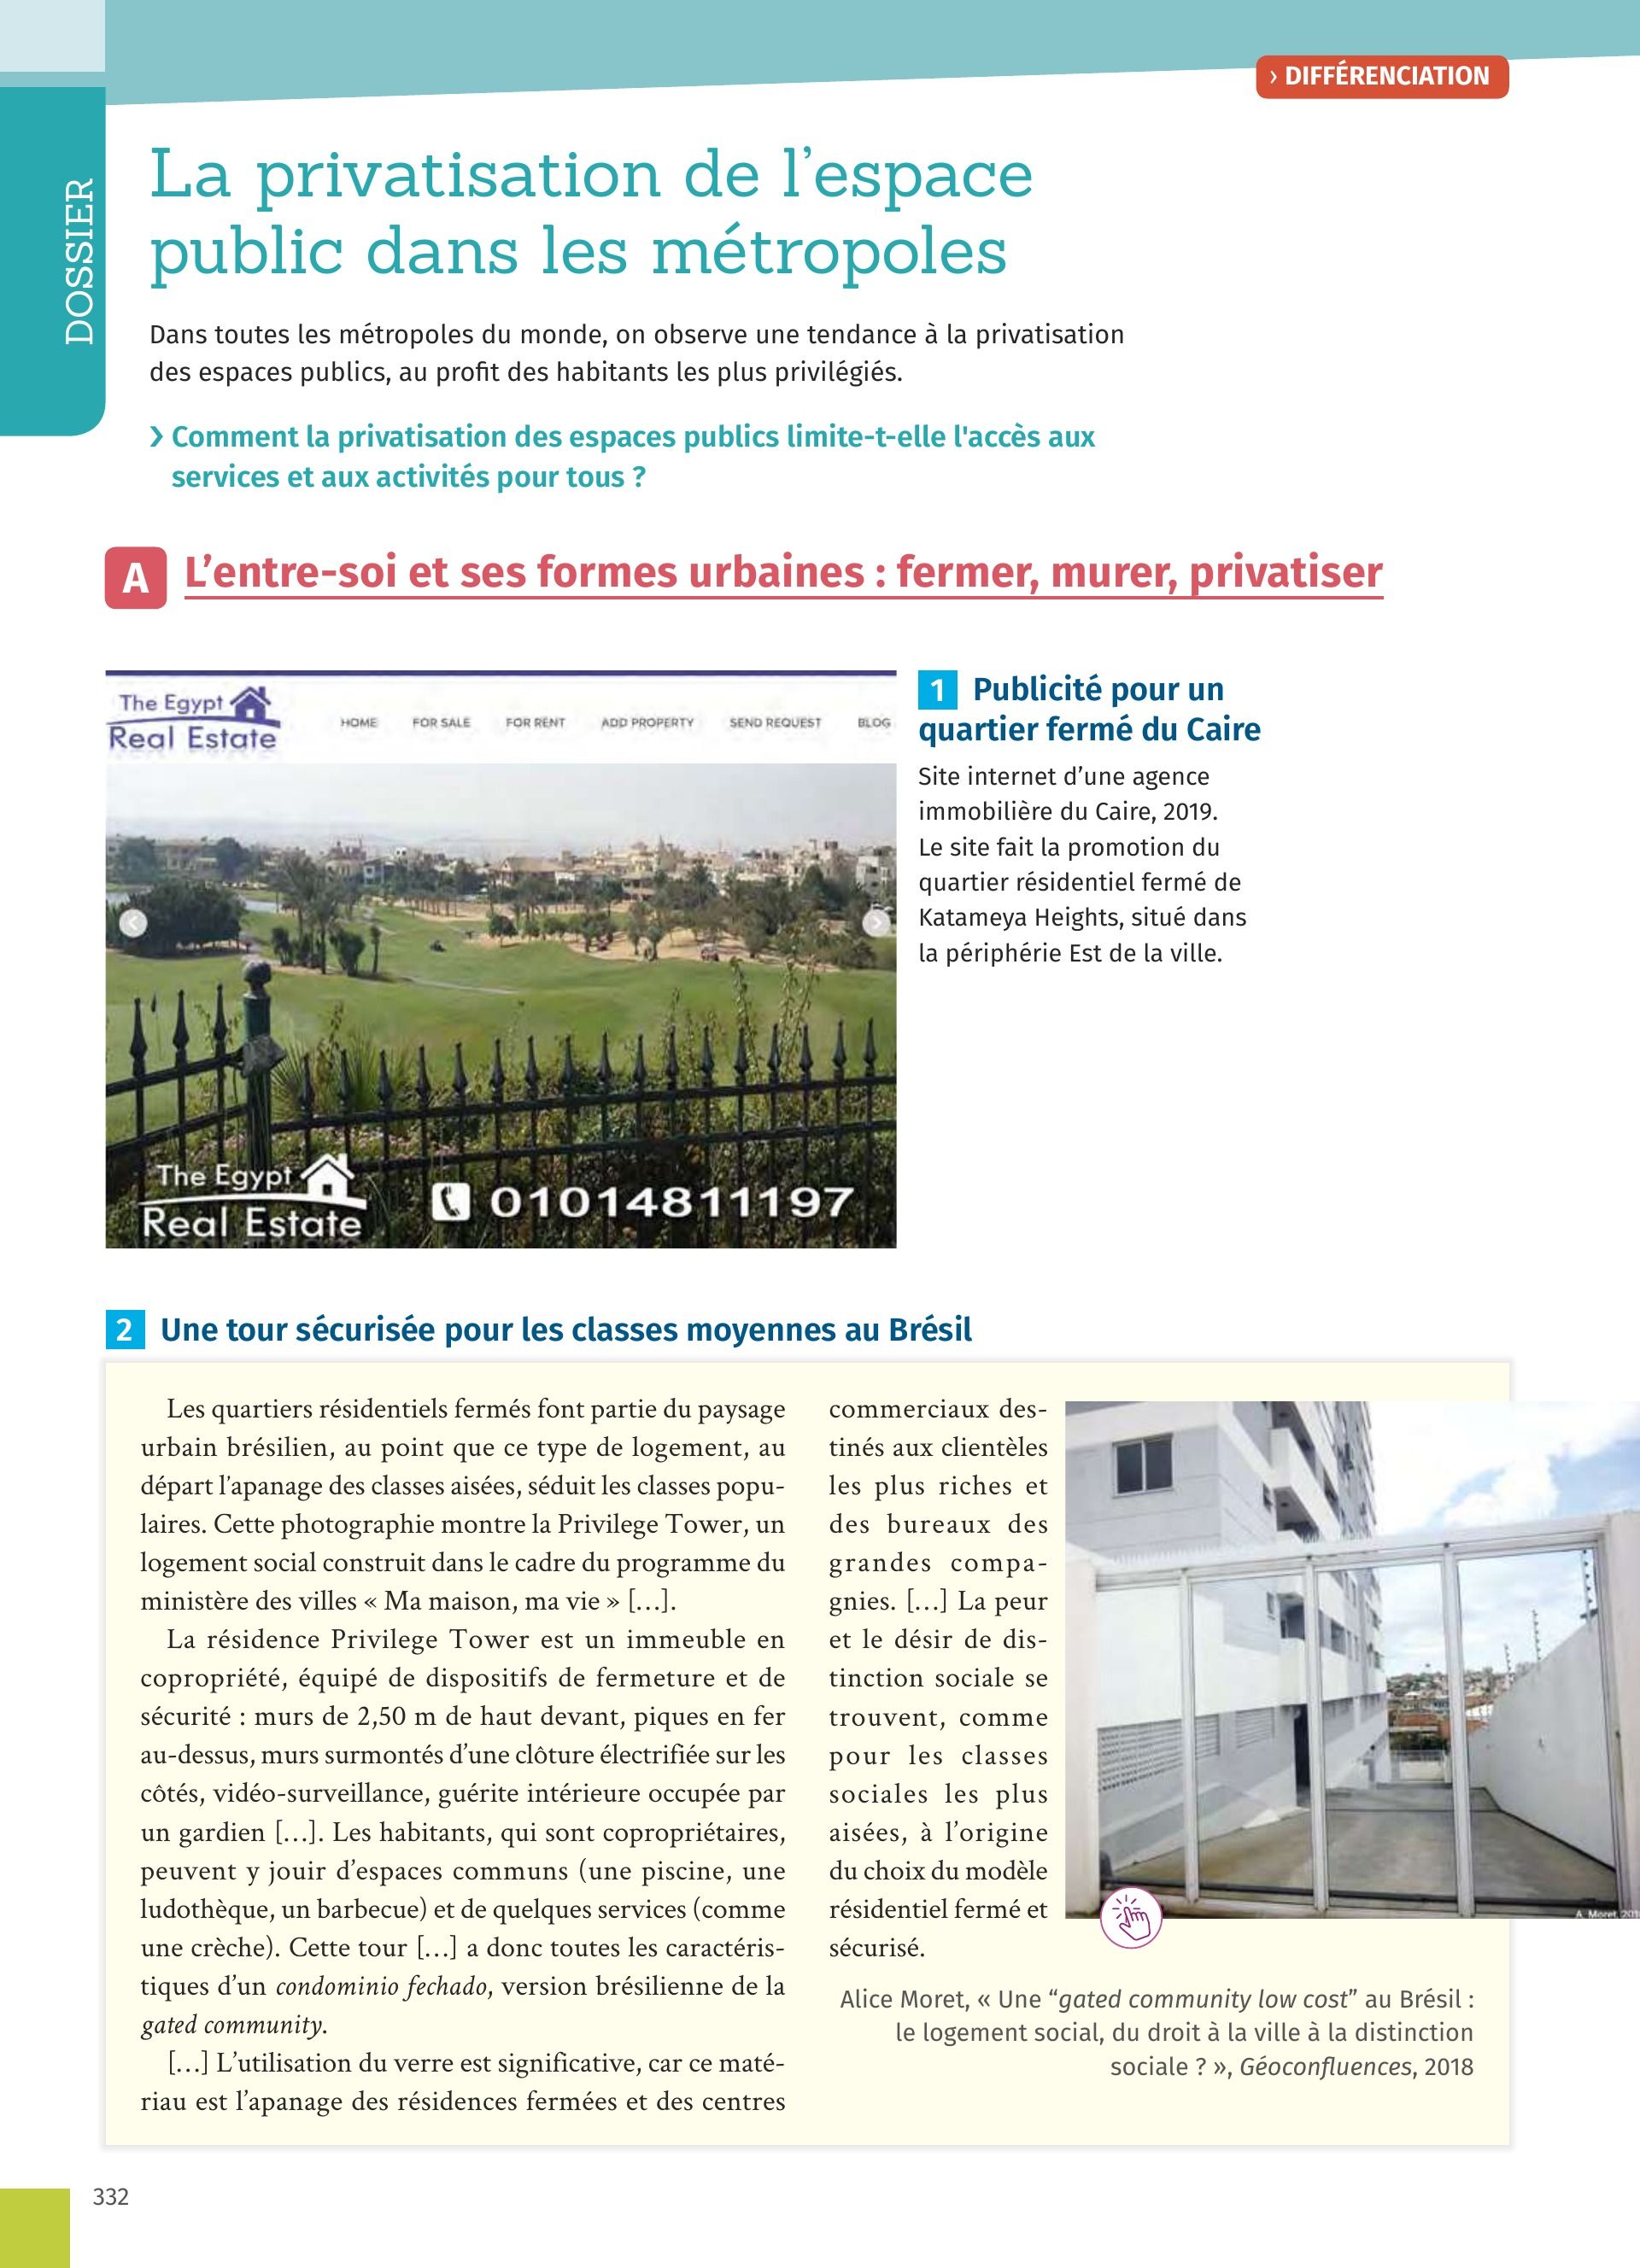 › DIFFÉRENCIATION
DOSSIER
La privatisation de l’espace
public dans les métropoles
Dans toutes les métropoles du monde, on observe une tendance à la privatisation
des espaces publics, au profit des habitants les plus privilégiés.
› Comment la privatisation des espaces publics limite-t-elle l'accès aux
services et aux activités pour tous ?
A L’entre-soi et ses formes urbaines : fermer, murer, privatiser
The Egypt
Real Estate
HOME FOR SALE FOR RENT ADD PROPERTY SEND REQUEST BLOG
The Egypt
Real Estate
01014811197
1 Publicité pour un
quartier fermé du Caire
Site internet d’une agence
immobilière du Caire, 2019.
Le site fait la promotion du
quartier résidentiel fermé de
Katameya Heights, situé dans
la périphérie Est de la ville.
2 Une tour sécurisée pour les classes moyennes au Brésil
Les quartiers résidentiels fermés font partie du paysage
urbain brésilien, au point que ce type de logement, au
départ l’apanage des classes aisées, séduit les classes popu-
laires. Cette photographie montre la Privilege Tower, un
logement social construit dans le cadre du programme du
ministère des villes « Ma maison, ma vie » […].
La résidence Privilege Tower est un immeuble en
copropriété, équipé de dispositifs de fermeture et de
sécurité : murs de 2,50 m de haut devant, piques en fer
au-dessus, murs surmontés d’une clôture électrifiée sur les
côtés, vidéo-surveillance, guérite intérieure occupée par
un gardien […]. Les habitants, qui sont copropriétaires,
peuvent y jouir d’espaces communs (une piscine, une
ludothèque, un barbecue) et de quelques services (comme
une crèche). Cette tour […] a donc toutes les caractéris-
tiques d’un condominio fechado, version brésilienne de la
gated community.
[…] L’utilisation du verre est significative, car ce maté-
riau est l’apanage des résidences fermées et des centres
commerciaux des-
tinés aux clientèles
les plus riches et
des bureaux des
grandes compa-
gnies. […] La peur
et le désir de dis-
tinction sociale se
trouvent, comme
pour les classes
sociales les plus
aisées, à l’origine
du choix du modèle
résidentiel fermé et
sécurisé.
A. Moret, 201
Alice Moret, « Une “gated community low cost” au Brésil :
le logement social, du droit à la ville à la distinction
sociale ? », Géoconfluences, 2018
332